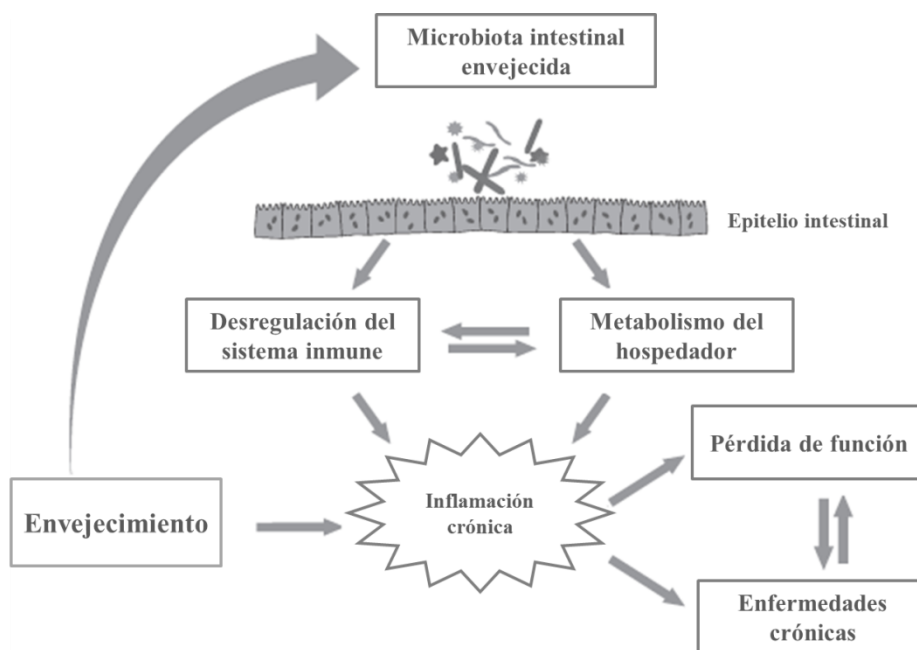 Microbiota intestinal
envejecida
Epitelio intestinal
Desregulación del
sistema inmune
Metabolismo del
hospedador
Pérdida de función
Envejecimiento
Inflamación
crónica
Enfermedades
crónicas